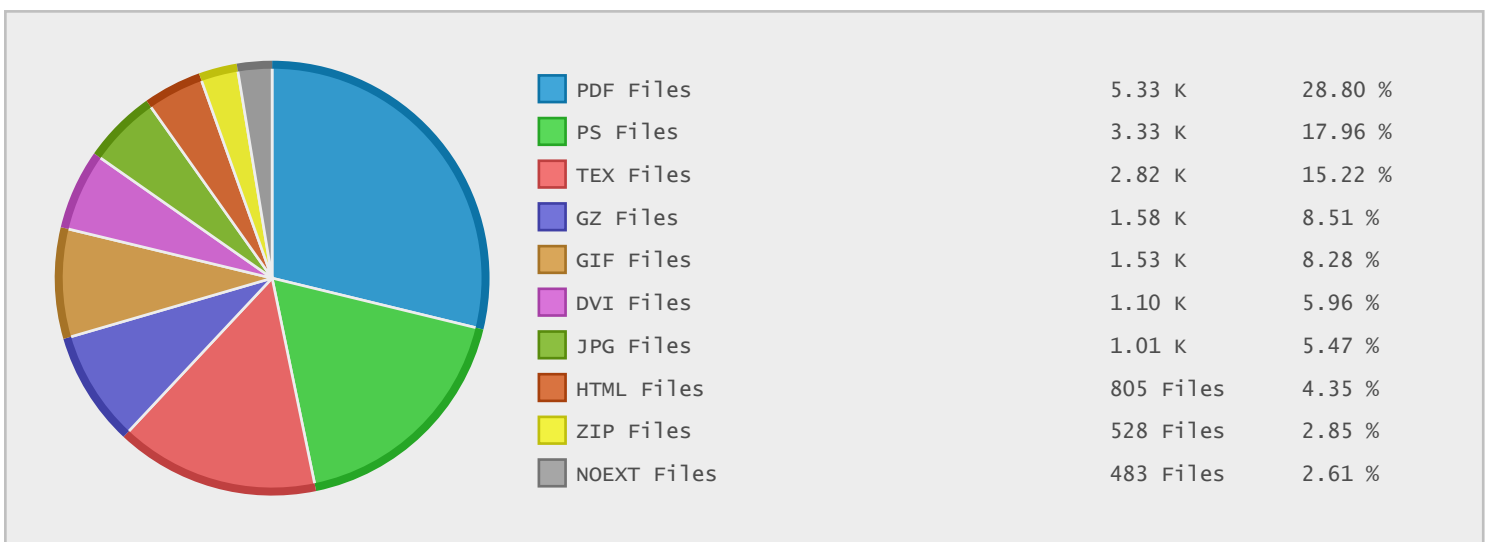 PDF Files 5.33 K 28.80 %
PS Files 3.33 K 17.96 %
TEX Files 2.82 K 15.22 %
GZ Files 1.58 K 8.51 %
GIF Files 1.53 K 8.28 %
DVI Files 1.10 K 5.96 %
JPG Files 1.01 K 5.47 %
HTML Files 805 Files 4.35 %
ZIP Files 528 Files 2.85 %
NOEXT Files 483 Files 2.61 %